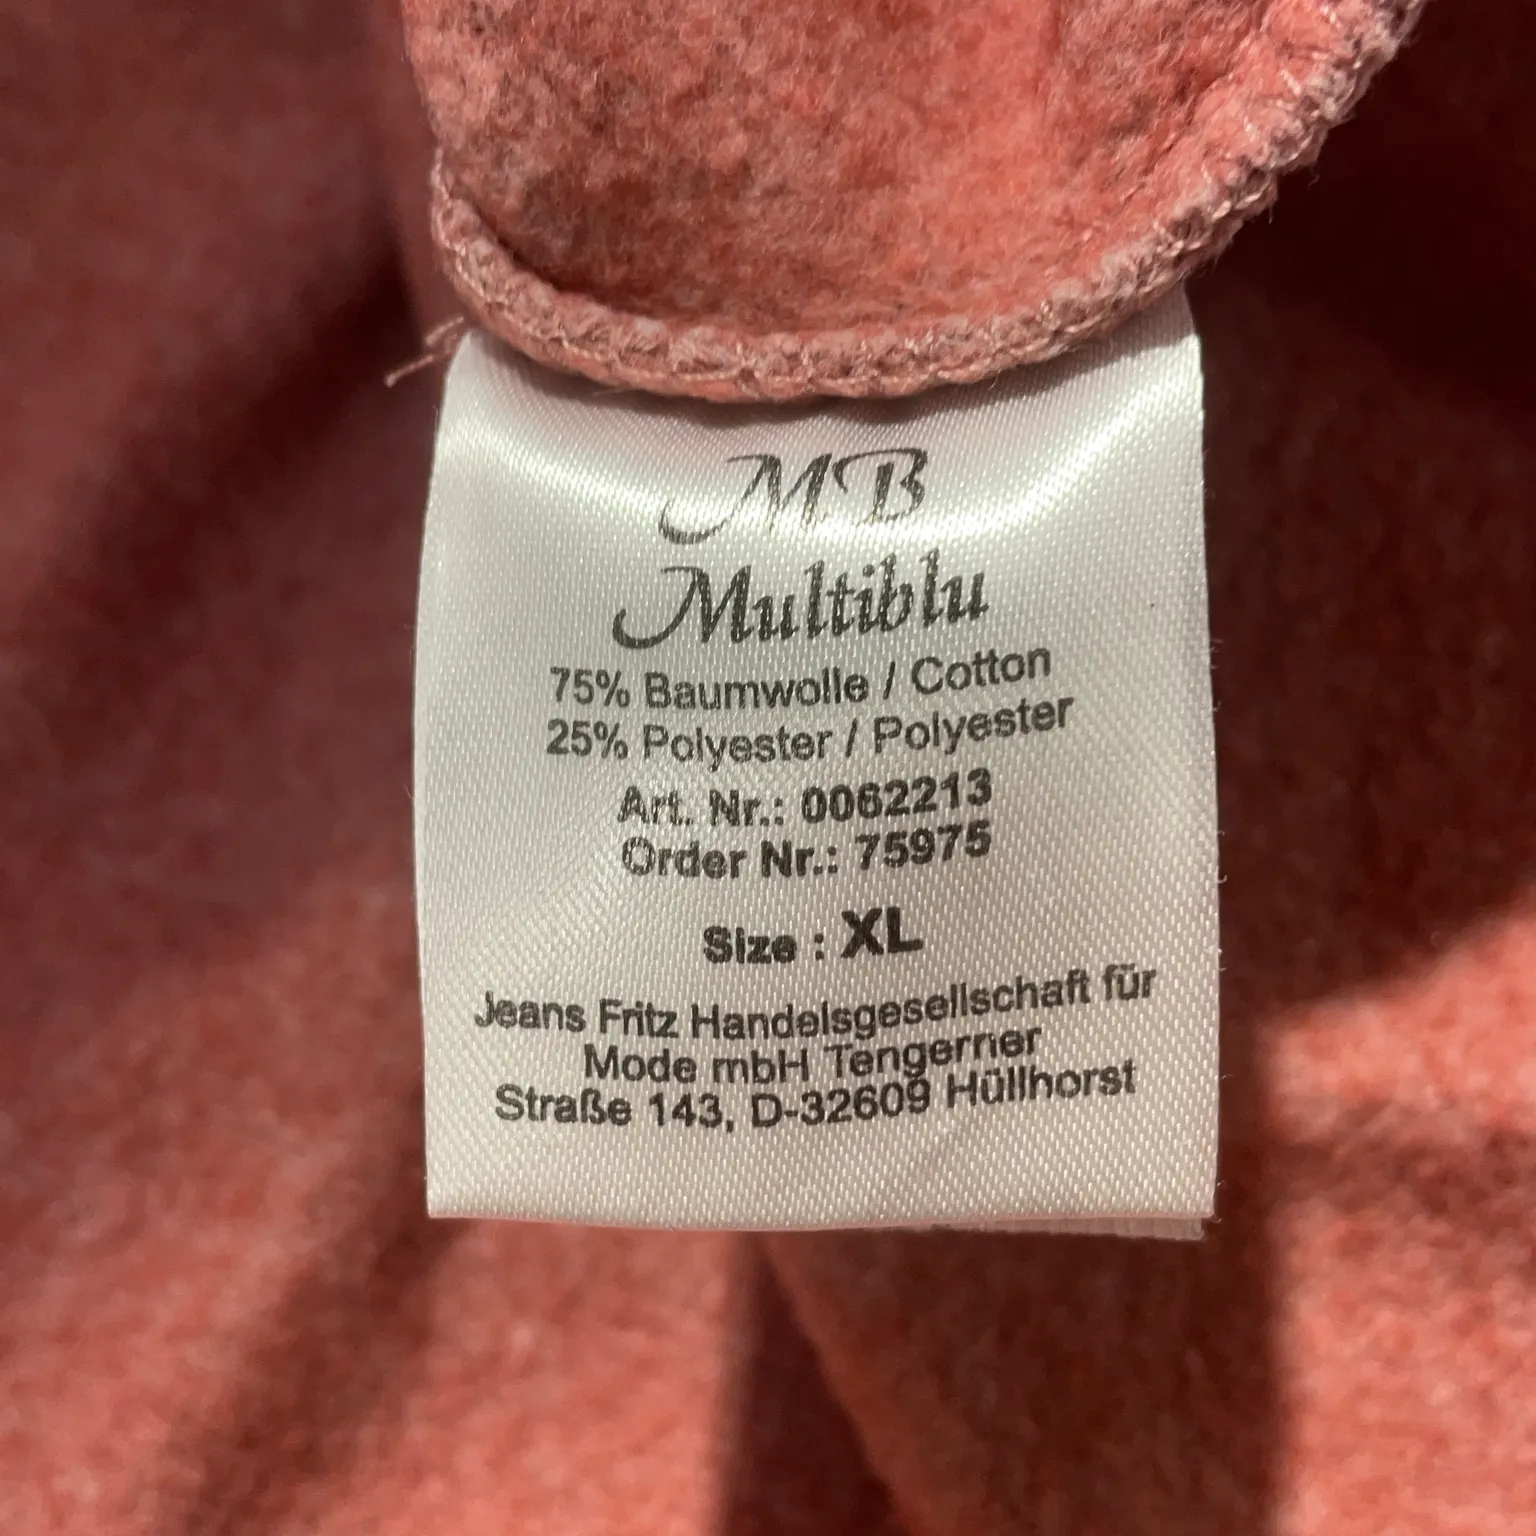 MB
Multiblu
75% Baumwolle / Cotton
25% Polyester / Polyester
Art. Nr.: 0062213
Order Nr.: 75975
Size : XL
Jeans Fritz Handelsgesellschaft für
Mode mbH Tengerner
Straße 143, D-32609 Hüllhorst